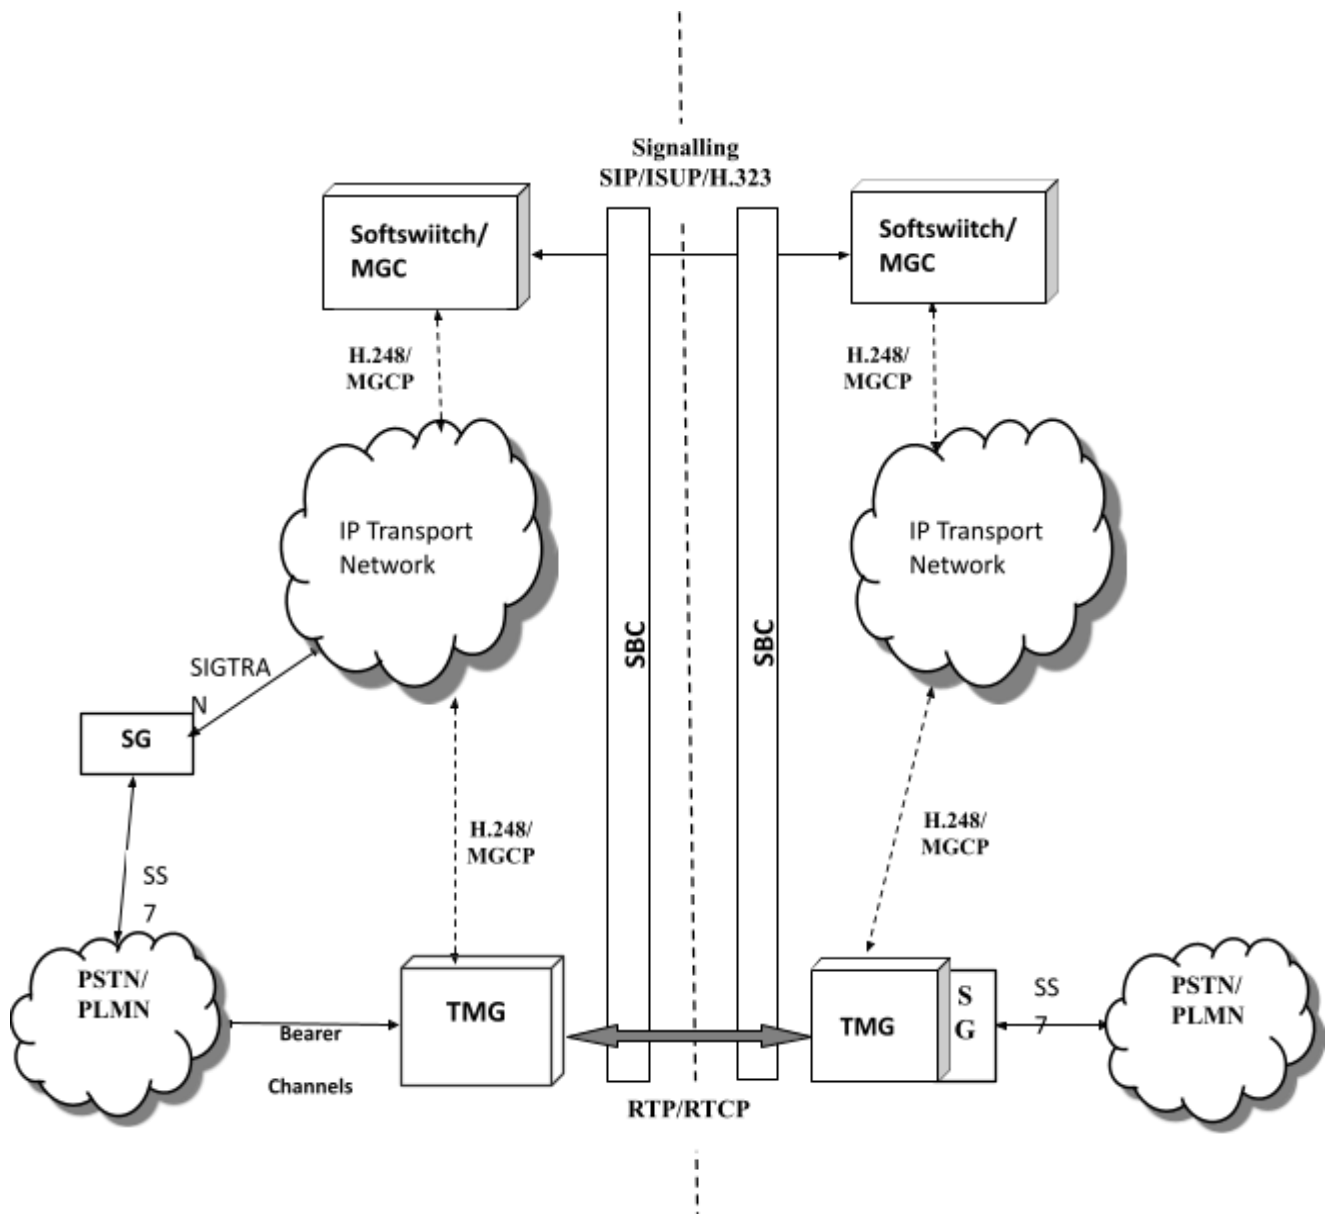 Signalling
SIP/ISUP/H.323
Softswiitch/
MGC
Softswiitch/
MGC
H.248/
MGCP
H.248/
MGCP
IP Transport
Network
IP Transport
Network
SBC
SBC
SIGTRA
N
SG
H.248/
MGCP
H.248/
MGCP
SS
7
PSTN/
PLMN
TMG
Bearer
Channels
TMG
S
G
SS
7
PSTN/
PLMN
RTP/RTCP